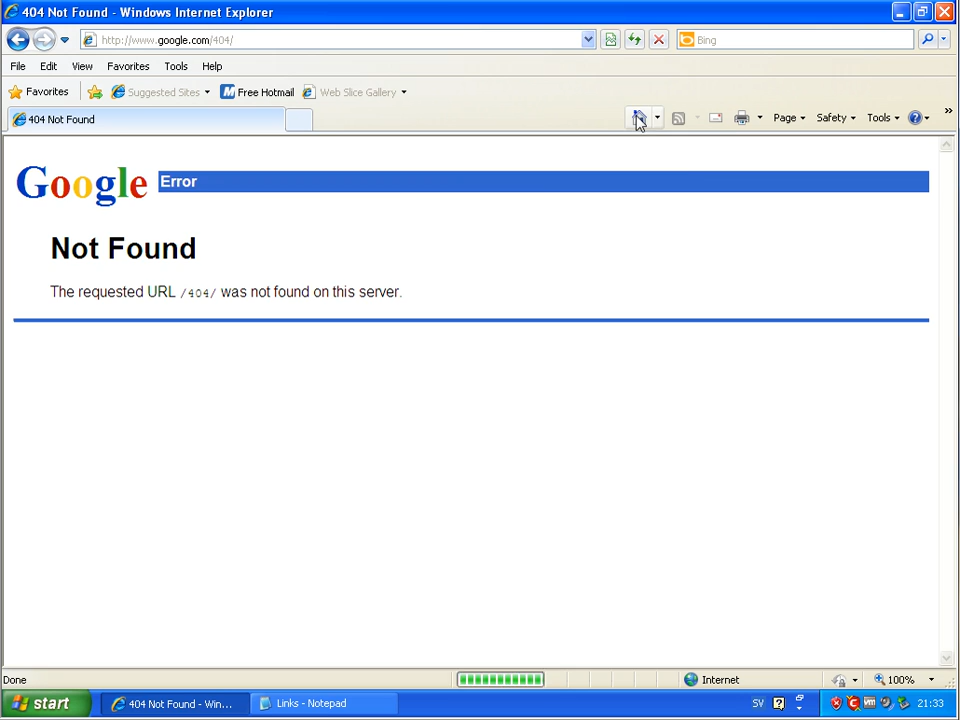 404 Not Found - Windows Internet Explorer
http://www.google.com/404/
Bing
File Edit View Favorites Tools Help
Favorites Suggested Sites Free Hotmail Web Slice Gallery
404 Not Found
Page Safety Tools »
Google Error
Not Found
The requested URL /404/ was not found on this server.
Done Internet 100%
start 404 Not Found - Win... Links - Notepad SV 21:33